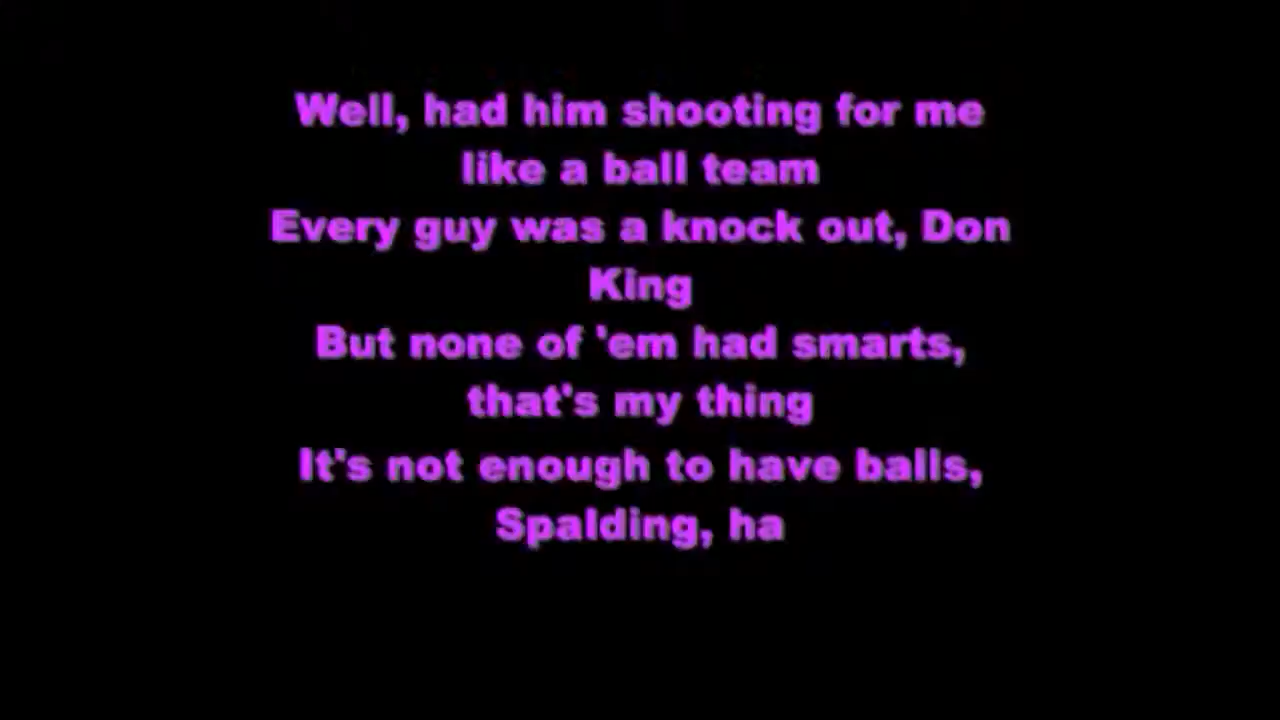 Well, had him shooting for me
like a ball team
Every guy was a knock out, Don
King
But none of 'em had smarts,
that's my thing
It's not enough to have balls,
Spalding, ha